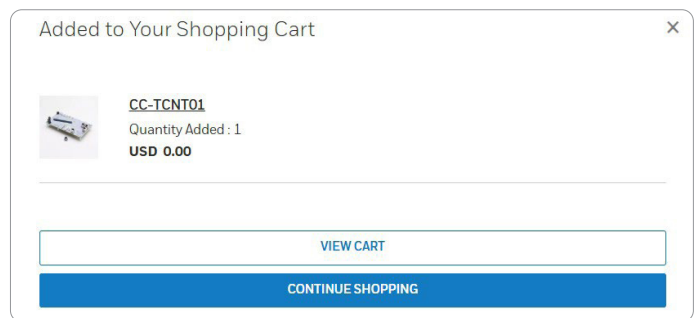 Added to Your Shopping Cart
CC-TCNT01
Quantity Added : 1
USD 0.00
VIEW CART
CONTINUE SHOPPING